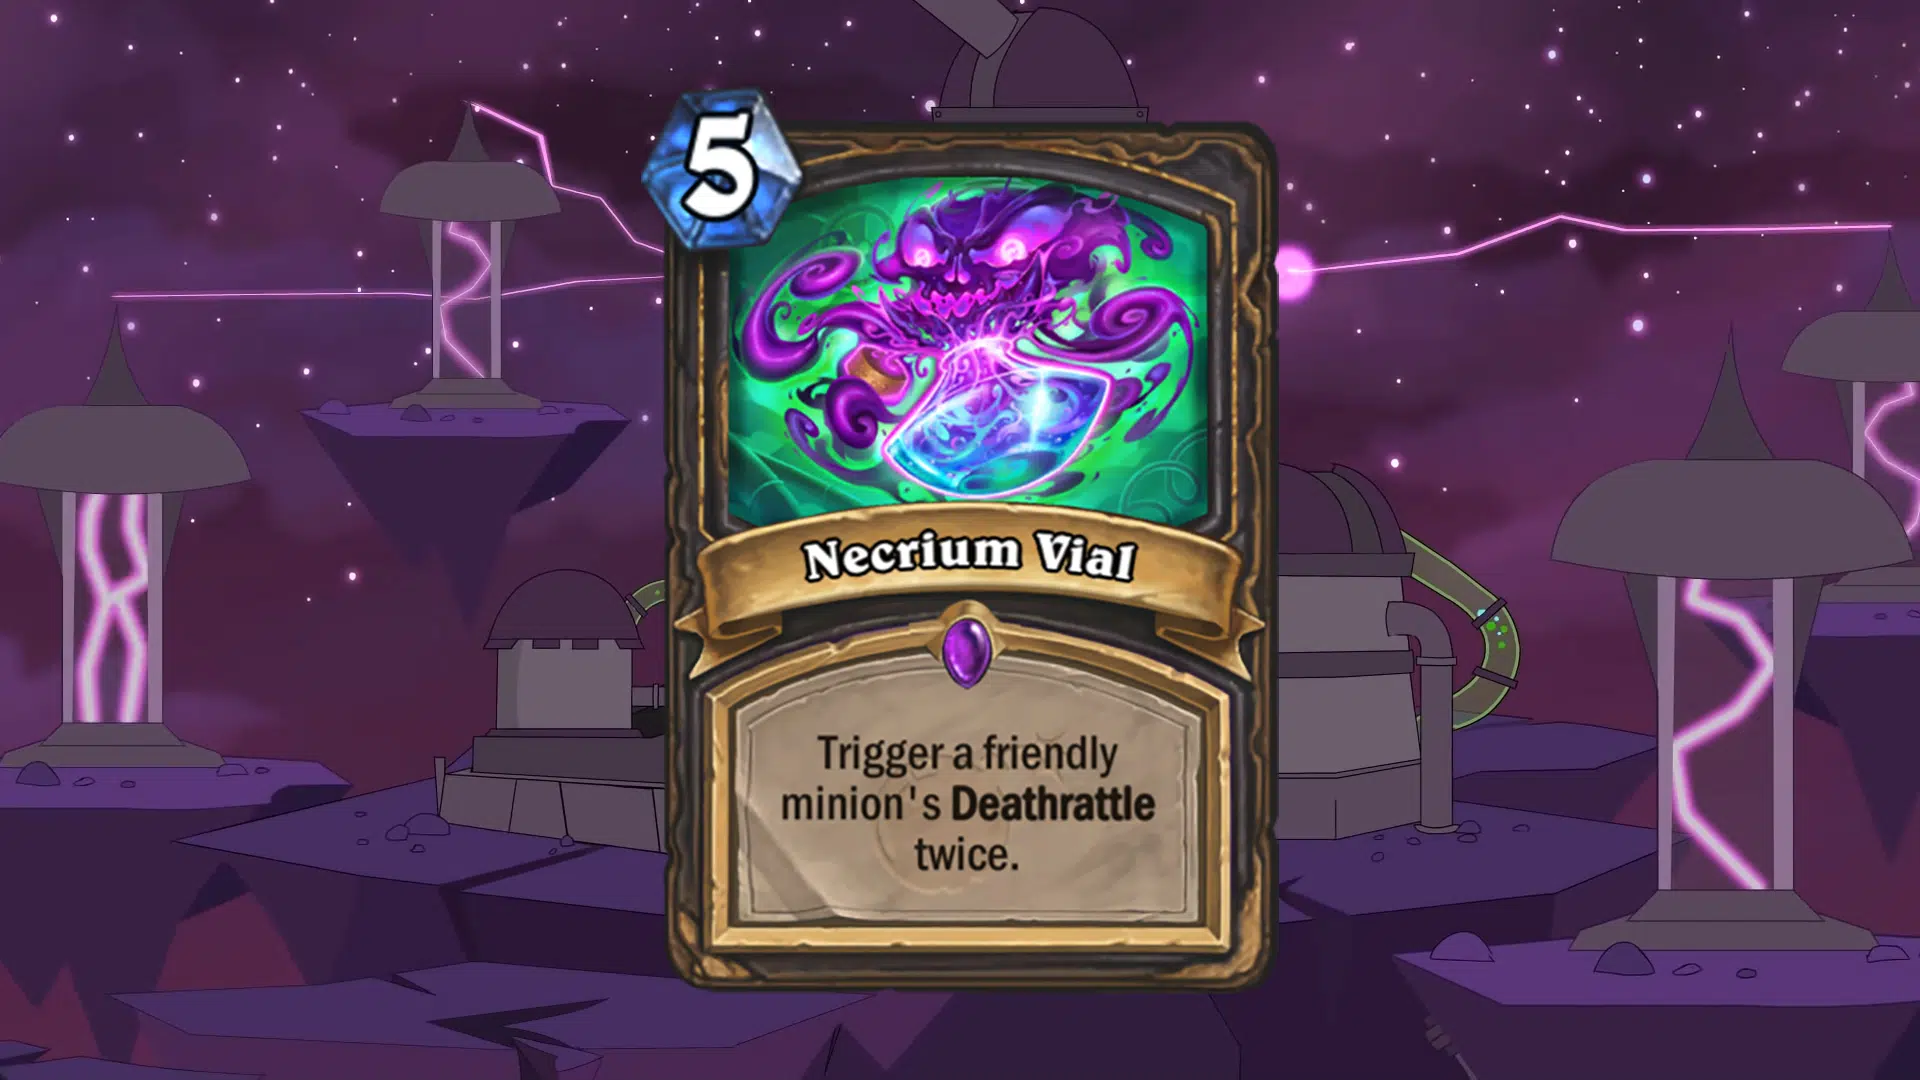 5
Necrium Vial
Trigger a friendly
minion's Deathrattle
twice.